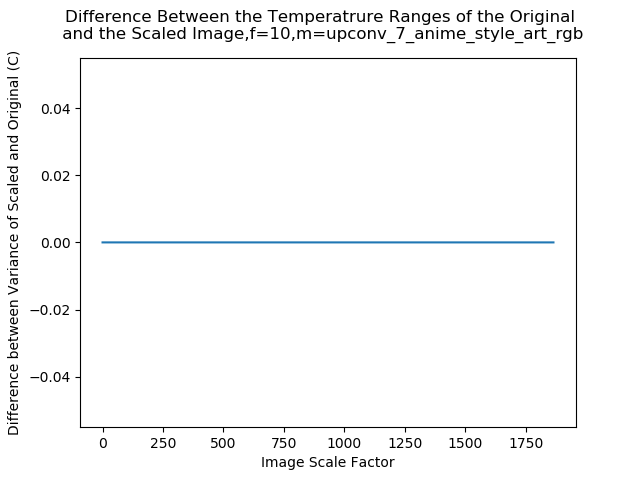 Difference Between the Temperatrure Ranges of the Original
and the Scaled Image,f=10,m=upconv_7_anime_style_art_rgb
Difference between Variance of Scaled and Original (C)
0.04
0.02
0.00
−0.02
−0.04
0 250 500 750 1000 1250 1500 1750
Image Scale Factor